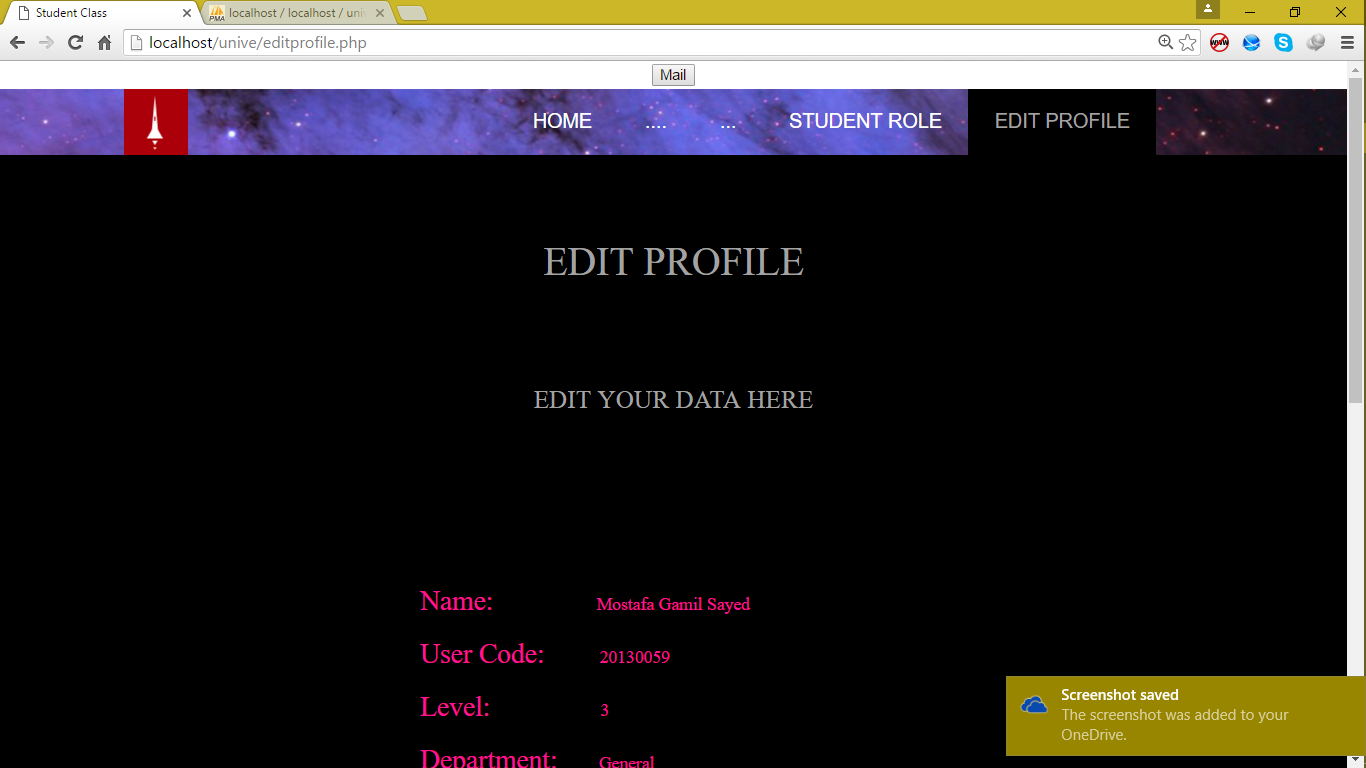 Student Class
PMA localhost / localhost / univ
localhost/unive/editprofile.php
Mail
HOME .... ... STUDENT ROLE EDIT PROFILE
EDIT PROFILE
EDIT YOUR DATA HERE
Name: Mostafa Gamil Sayed
User Code: 20130059
Level: 3
Department: General
Screenshot saved
The screenshot was added to your
OneDrive.